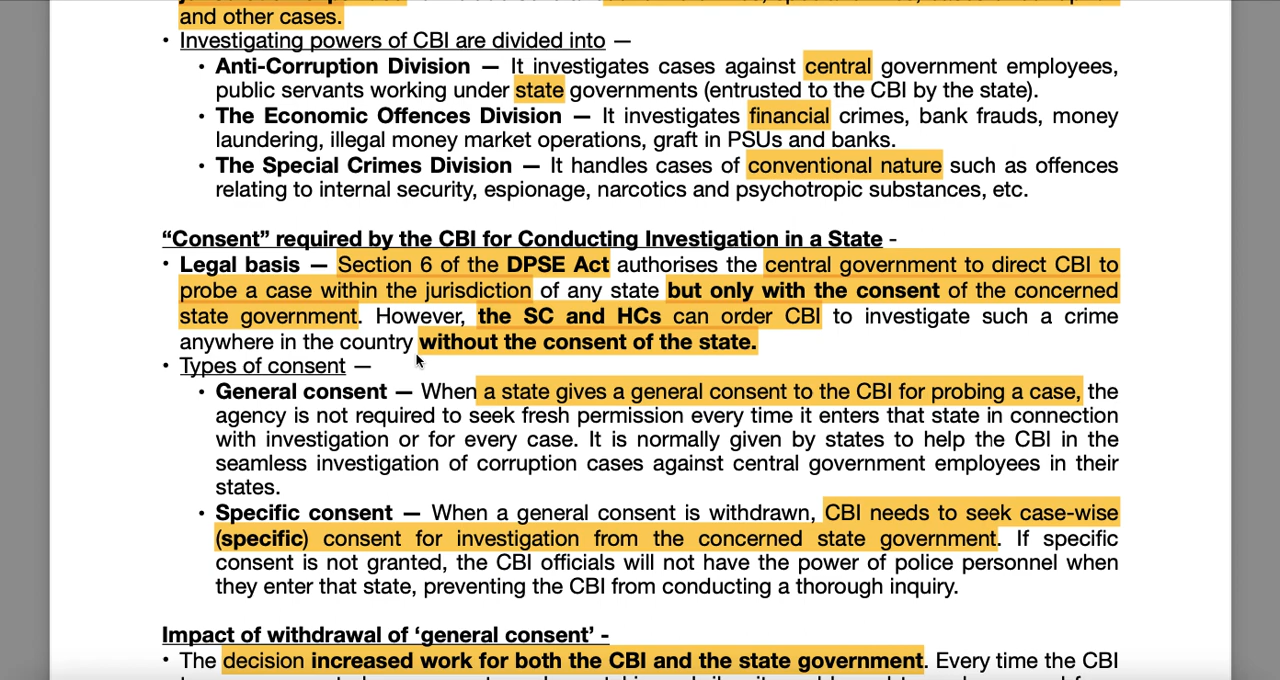 and other cases.
• Investigating powers of CBI are divided into —
• Anti-Corruption Division — It investigates cases against central government employees,
public servants working under state governments (entrusted to the CBI by the state).
• The Economic Offences Division — It investigates financial crimes, bank frauds, money
laundering, illegal money market operations, graft in PSUs and banks.
• The Special Crimes Division — It handles cases of conventional nature such as offences
relating to internal security, espionage, narcotics and psychotropic substances, etc.
“Consent” required by the CBI for Conducting Investigation in a State -
• Legal basis — Section 6 of the DPSE Act authorises the central government to direct CBI to
probe a case within the jurisdiction of any state but only with the consent of the concerned
state government. However, the SC and HCs can order CBI to investigate such a crime
anywhere in the country without the consent of the state.
• Types of consent —
• General consent — When a state gives a general consent to the CBI for probing a case, the
agency is not required to seek fresh permission every time it enters that state in connection
with investigation or for every case. It is normally given by states to help the CBI in the
seamless investigation of corruption cases against central government employees in their
states.
• Specific consent — When a general consent is withdrawn, CBI needs to seek case-wise
(specific) consent for investigation from the concerned state government. If specific
consent is not granted, the CBI officials will not have the power of police personnel when
they enter that state, preventing the CBI from conducting a thorough inquiry.
Impact of withdrawal of ‘general consent’ -
• The decision increased work for both the CBI and the state government. Every time the CBI